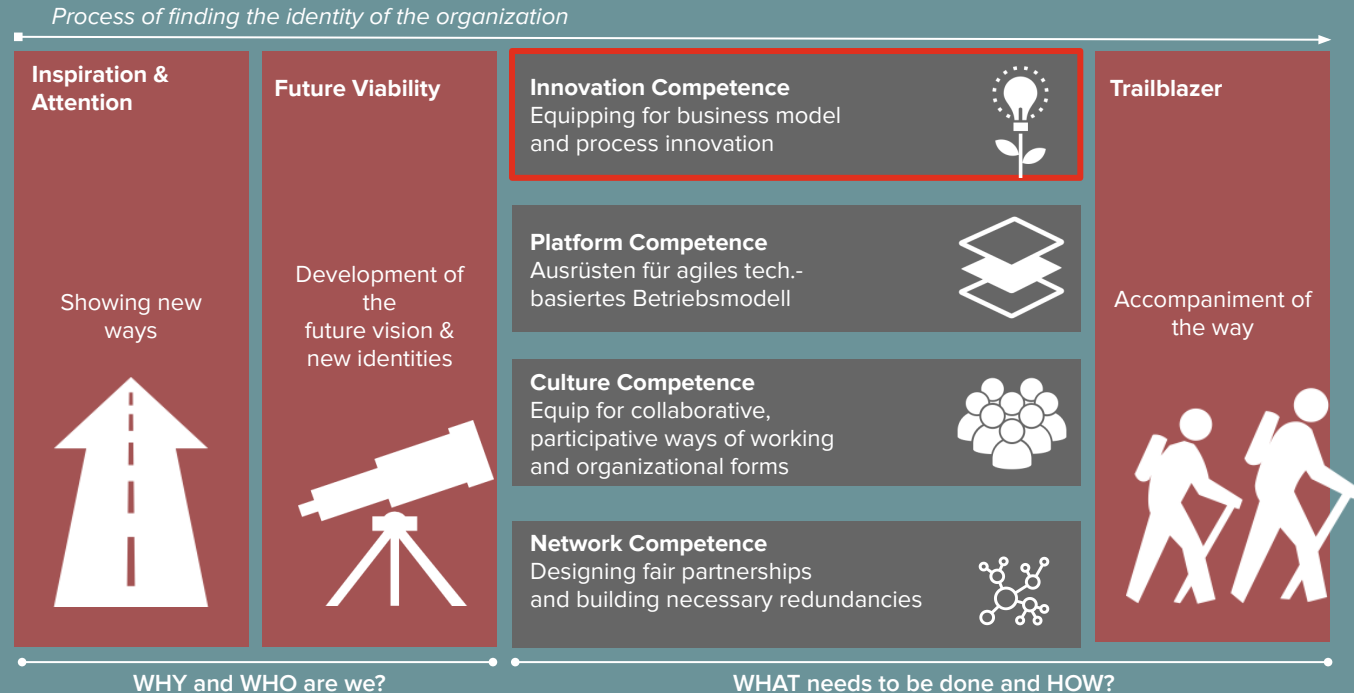 Process of finding the identity of the organization
Inspiration &
Attention
Showing new
ways
Future Viability
Development of
the
future vision &
new identities
Innovation Competence
Equipping for business model
and process innovation
Platform Competence
Ausrüsten für agiles tech.-
basiertes Betriebsmodell
Culture Competence
Equip for collaborative,
participative ways of working
and organizational forms
Network Competence
Designing fair partnerships
and building necessary redundancies
Trailblazer
Accompaniment of
the way
WHY and WHO are we?
WHAT needs to be done and HOW?